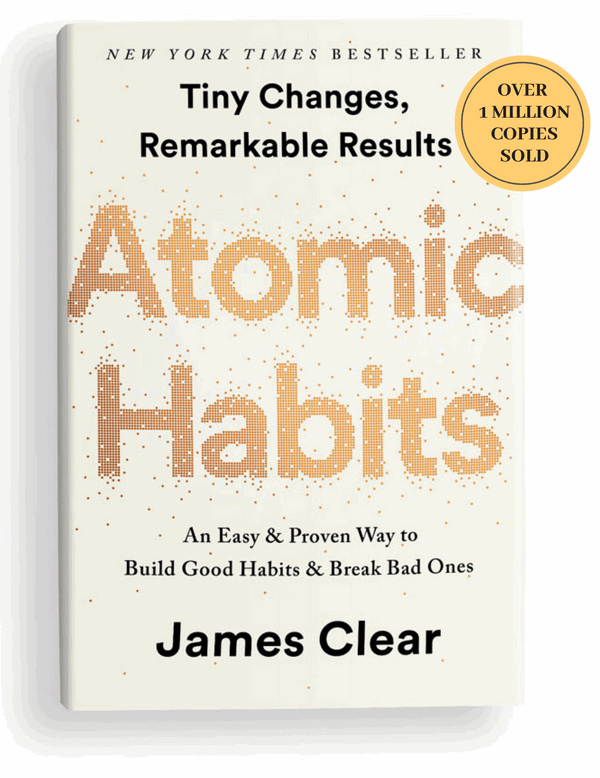 NEW YORK TIMES BESTSELLER
Tiny Changes,
Remarkable Results
OVER
1 MILLION
COPIES
SOLD
Atomic
Habits
An Easy & Proven Way to
Build Good Habits & Break Bad Ones
James Clear